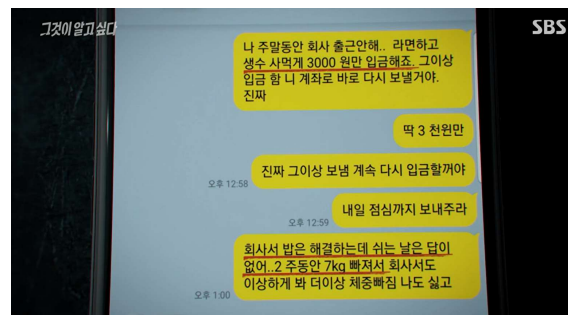 그것이 알고 싶다
SBS
나 주말동안 회사 출근안해.. 라면하고
생수 사먹게 3000 원만 입금해죠. 그이상
입금 함 니 계좌로 바로 다시 보낼거야.
진짜
딱 3 천원만
진짜 그이상 보냄 계속 다시 입금할꺼야
오후 12:58
내일 점심까지 보내주라
오후 12:59
회사서 밥은 해결하는데 쉬는 날은 답이
없어..2 주동안 7kg 빠져서 회사서도
이상하게 봐 더이상 체중빠짐 나도 싫고
오후 1:00